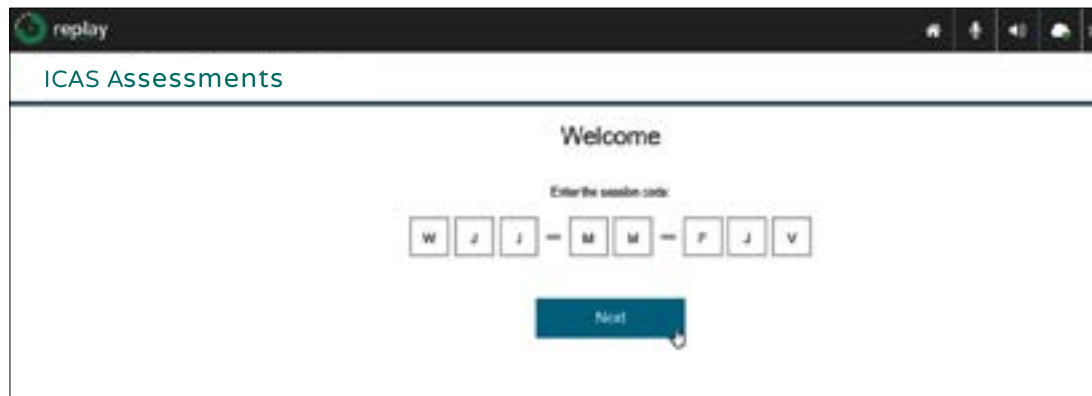 replay
ICAS Assessments
Welcome
Enter the session code:
W J J - M M - F J V
Next